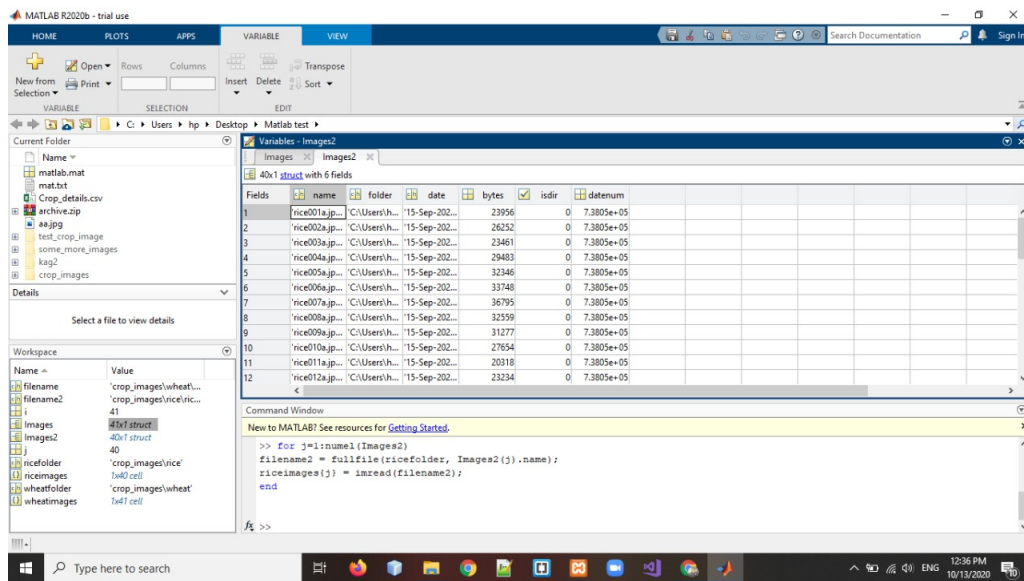 MATLAB R2020b - trial use
HOME PLOTS APPS VARIABLE VIEW Search Documentation Sign In
New from Selection Open Print Rows Columns Insert Delete Transpose Sort
VARIABLE SELECTION EDIT
C: Users hp Desktop Matlab test
Current Folder
Name
matlab.mat
mat.txt
Crop_details.csv
archive.zip
aa.jpg
test_crop_image
some_more_images
kag2
crop_images
Details
Select a file to view details
Workspace
Name Value
filename 'crop_images\wheat\...
filename2 'crop_images\rice\ric...
i 41
Images 41x1 struct
Images2 40x1 struct
j 40
ricefolder 'crop_images\rice'
riceimages 1x40 cell
wheatfolder 'crop_images\wheat'
wheatimages 1x41 cell
Variables - Images2
Images Images2
40x1 struct with 6 fields
Fields name folder date bytes isdir datenum
1 'rice001a.jp... 'C:\Users\h... '15-Sep-202... 23956 0 7.3805e+05
2 'rice002a.jp... 'C:\Users\h... '15-Sep-202... 26252 0 7.3805e+05
3 'rice003a.jp... 'C:\Users\h... '15-Sep-202... 23461 0 7.3805e+05
4 'rice004a.jp... 'C:\Users\h... '15-Sep-202... 29483 0 7.3805e+05
5 'rice005a.jp... 'C:\Users\h... '15-Sep-202... 32346 0 7.3805e+05
6 'rice006a.jp... 'C:\Users\h... '15-Sep-202... 33748 0 7.3805e+05
7 'rice007a.jp... 'C:\Users\h... '15-Sep-202... 36795 0 7.3805e+05
8 'rice008a.jp... 'C:\Users\h... '15-Sep-202... 32559 0 7.3805e+05
9 'rice009a.jp... 'C:\Users\h... '15-Sep-202... 31277 0 7.3805e+05
10 'rice010a.jp... 'C:\Users\h... '15-Sep-202... 27654 0 7.3805e+05
11 'rice011a.jp... 'C:\Users\h... '15-Sep-202... 20318 0 7.3805e+05
12 'rice012a.jp... 'C:\Users\h... '15-Sep-202... 23234 0 7.3805e+05
Command Window
New to MATLAB? See resources for Getting Started.
>> for j=1:numel(Images2)
filename2 = fullfile(ricefolder, Images2(j).name);
riceimages{j} = imread(filename2);
end
fx >>
Type here to search
ENG
12:36 PM
10/13/2020